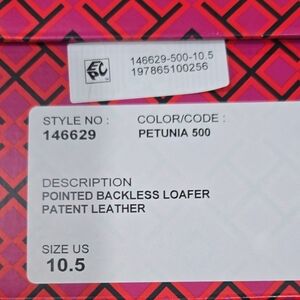 EPC
146629-500-10.5
197865100256
STYLE NO :
COLOR/CODE :
146629
PETUNIA 500
DESCRIPTION
POINTED BACKLESS LOAFER
PATENT LEATHER
SIZE US
10.5